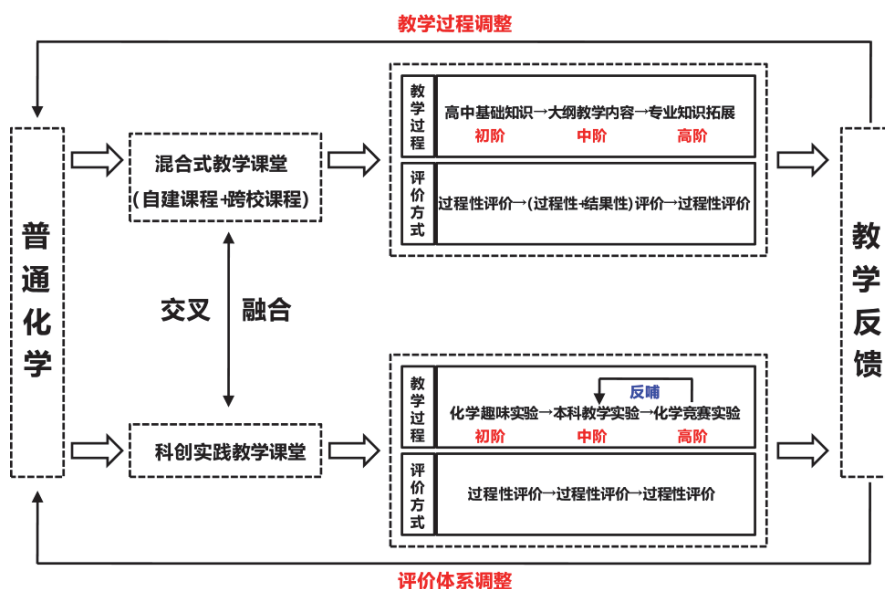 教学过程调整
普通化学
混合式教学课堂
(自建课程+跨校课程)
教学过程
高中基础知识→大纲教学内容→专业知识拓展
初阶 中阶 高阶
评价方式
过程性评价→(过程性+结果性)评价→过程性评价
交叉 融合
教学反馈
科创实践教学课堂
教学过程
反哺
化学趣味实验→本科教学实验→化学竞赛实验
初阶 中阶 高阶
评价方式
过程性评价→过程性评价→过程性评价
评价体系调整